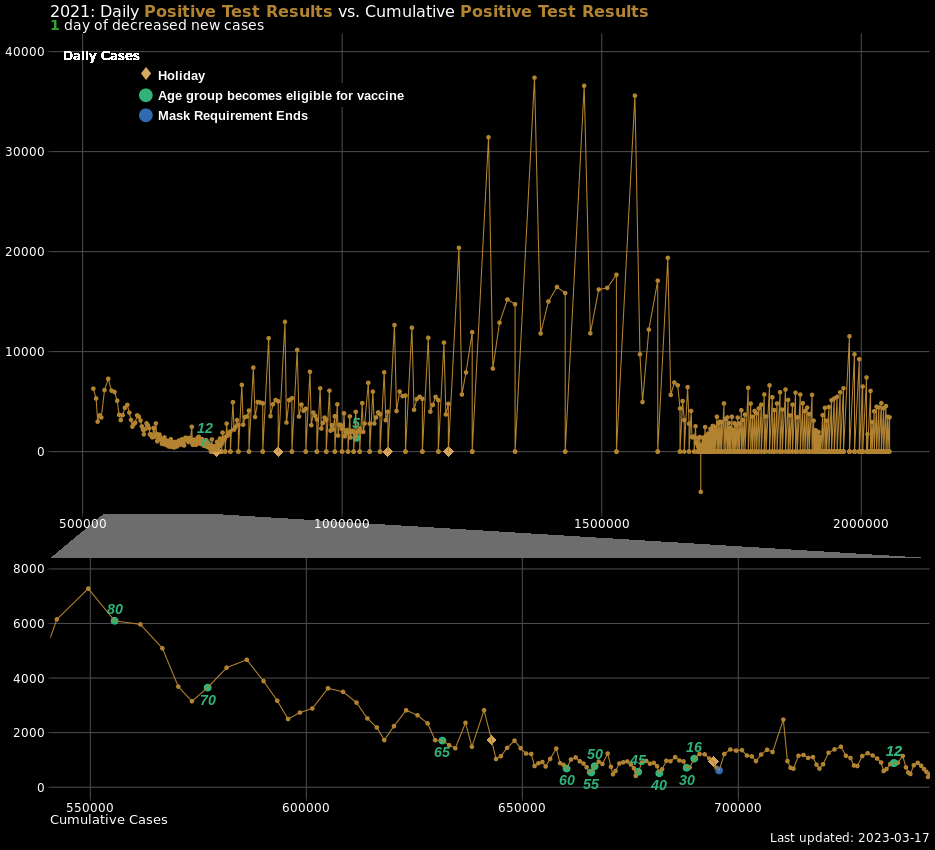 2021: Daily Positive Test Results vs. Cumulative Positive Test Results
1 day of decreased new cases
Daily Cases
Holiday
Age group becomes eligible for vaccine
Mask Requirement Ends
40000
30000
20000
10000
0
12
5
500000 1000000 1500000 2000000
8000
6000
4000
2000
0
80
70
65
60
55
50
45
40
30
16
12
550000 600000 650000 700000
Cumulative Cases
Last updated: 2023-03-17